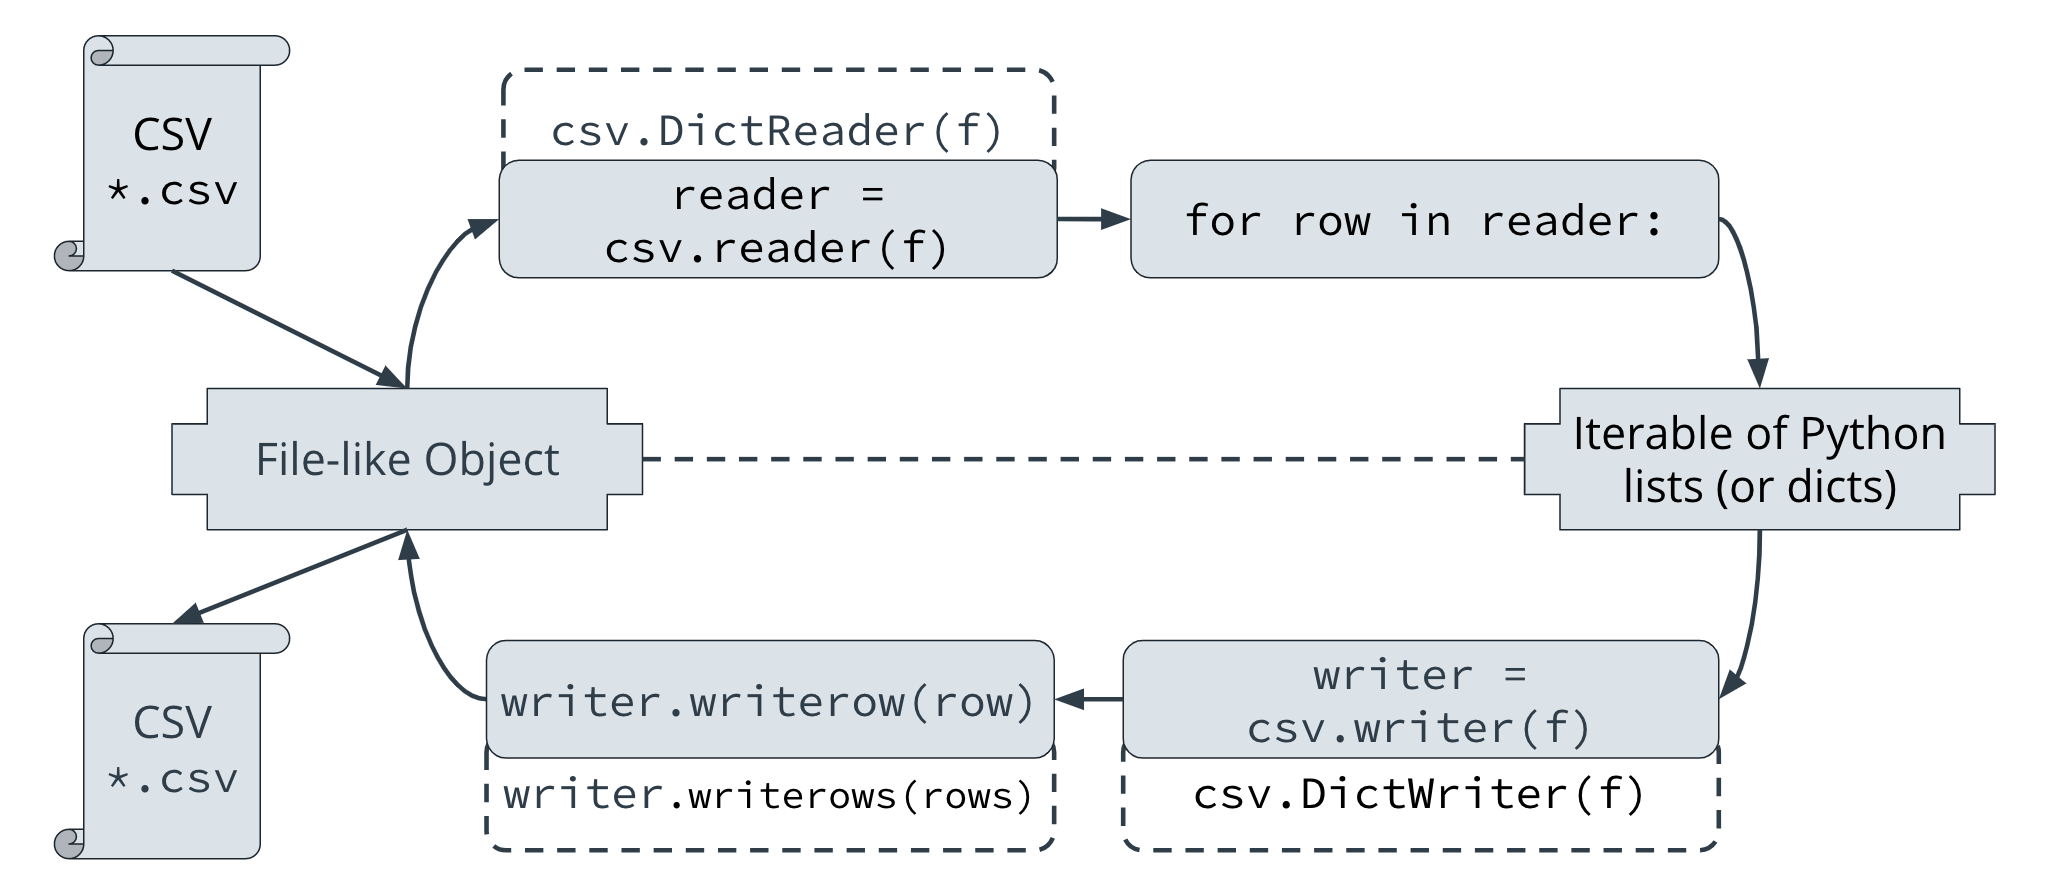 CSV
*.csv
csv.DictReader(f)
reader =
csv.reader(f)
for row in reader:
File-like Object
Iterable of Python
lists (or dicts)
CSV
*.csv
writer.writerow(row)
writer.writerows(rows)
writer =
csv.writer(f)
csv.DictWriter(f)